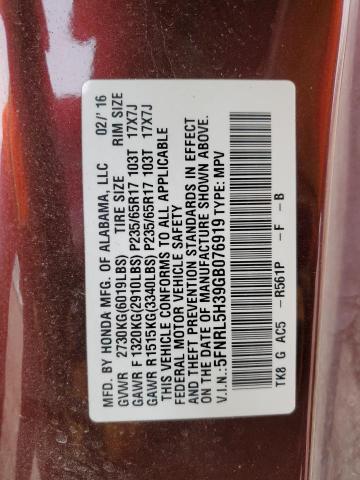 MFD. BY HONDA MFG. OF ALABAMA, LLC 02/'16
GVWR 2730KG(6019LBS) TIRE SIZE RIM SIZE
GAWR F 1320KG(2910LBS) P235/65R17 103T 17X7J
GAWR R1515KG(3340LBS) P235/65R17 103T 17X7J
THIS VEHICLE CONFORMS TO ALL APPLICABLE
FEDERAL MOTOR VEHICLE SAFETY
AND THEFT PREVENTION STANDARDS IN EFFECT
ON THE DATE OF MANUFACTURE SHOWN ABOVE.
V.I.N.: 5FNRL5H39GB076919 TYPE: MPV
TK8 G AC5 -R561P -F -B